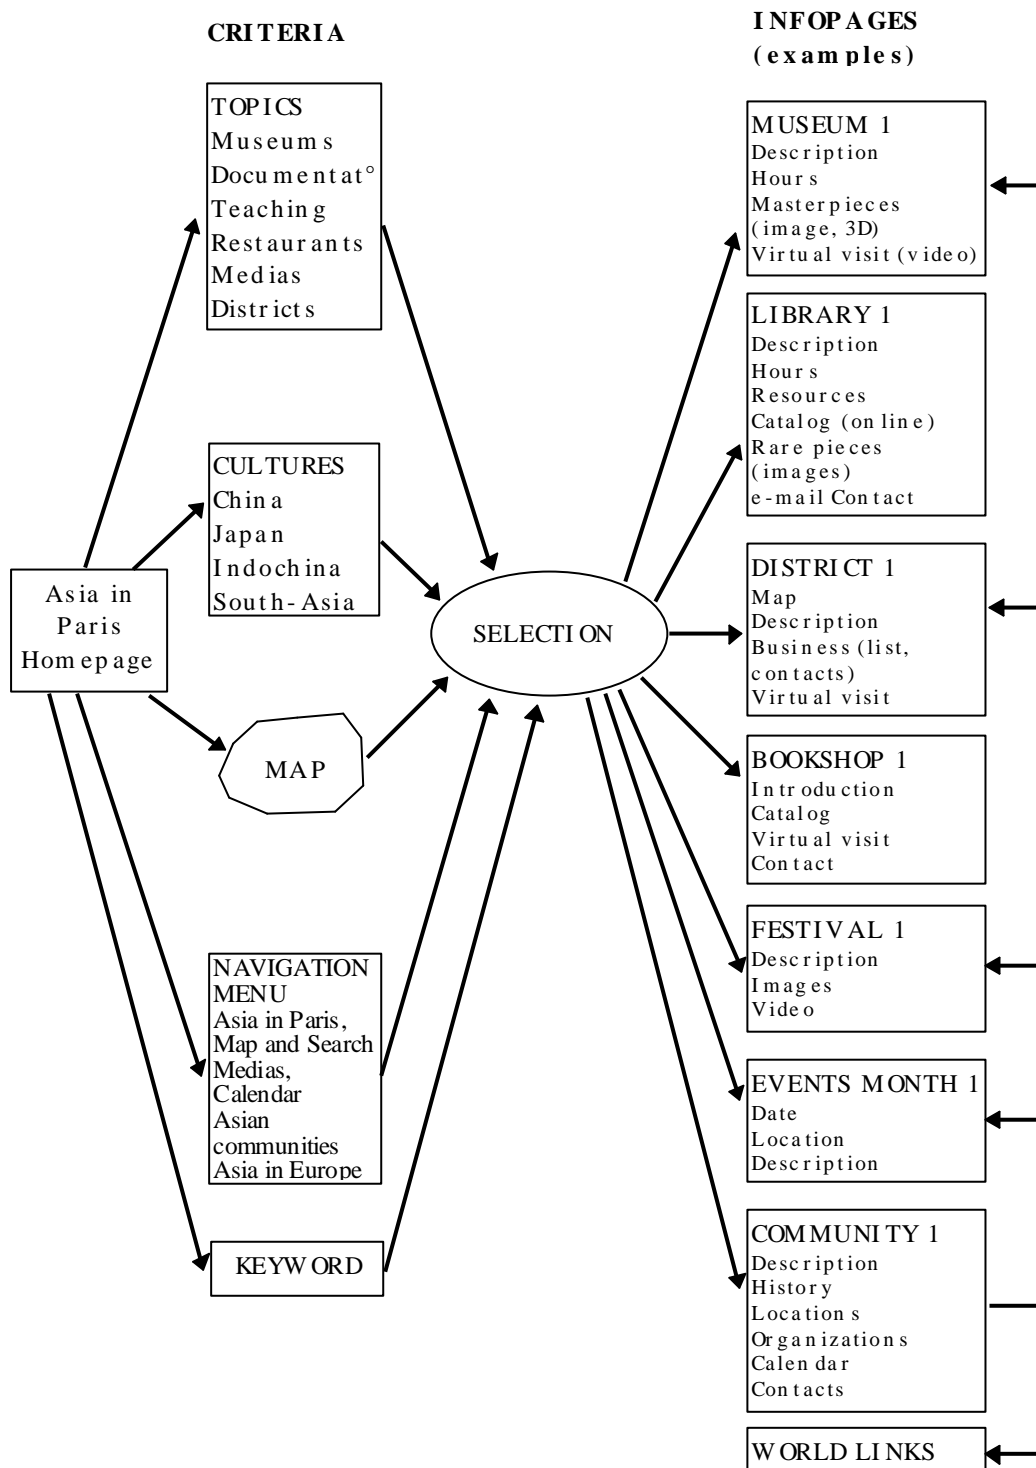 CRITERIA
INFOPAGES
(examples)
TOPICS
Museums
Documentat°
Teaching
Restaurants
Medias
Districts
CULTURES
China
Japan
Indochina
South-Asia
Asia in
Paris
Homepage
MAP
NAVIGATION
MENU
Asia in Paris,
Map and Search
Medias,
Calendar
Asian
communities
Asia in Europe
KEYWORD
SELECTION
MUSEUM 1
Description
Hours
Masterpieces
(image, 3D)
Virtual visit (video)
LIBRARY 1
Description
Hours
Resources
Catalog (on line)
Rare pieces
(images)
e-mail Contact
DISTRICT 1
Map
Description
Business (list,
contacts)
Virtual visit
BOOKSHOP 1
Introduction
Catalog
Virtual visit
Contact
FESTIVAL 1
Description
Images
Video
EVENTS MONTH 1
Date
Location
Description
COMMUNITY 1
Description
History
Locations
Organizations
Calendar
Contacts
WORLD LINKS